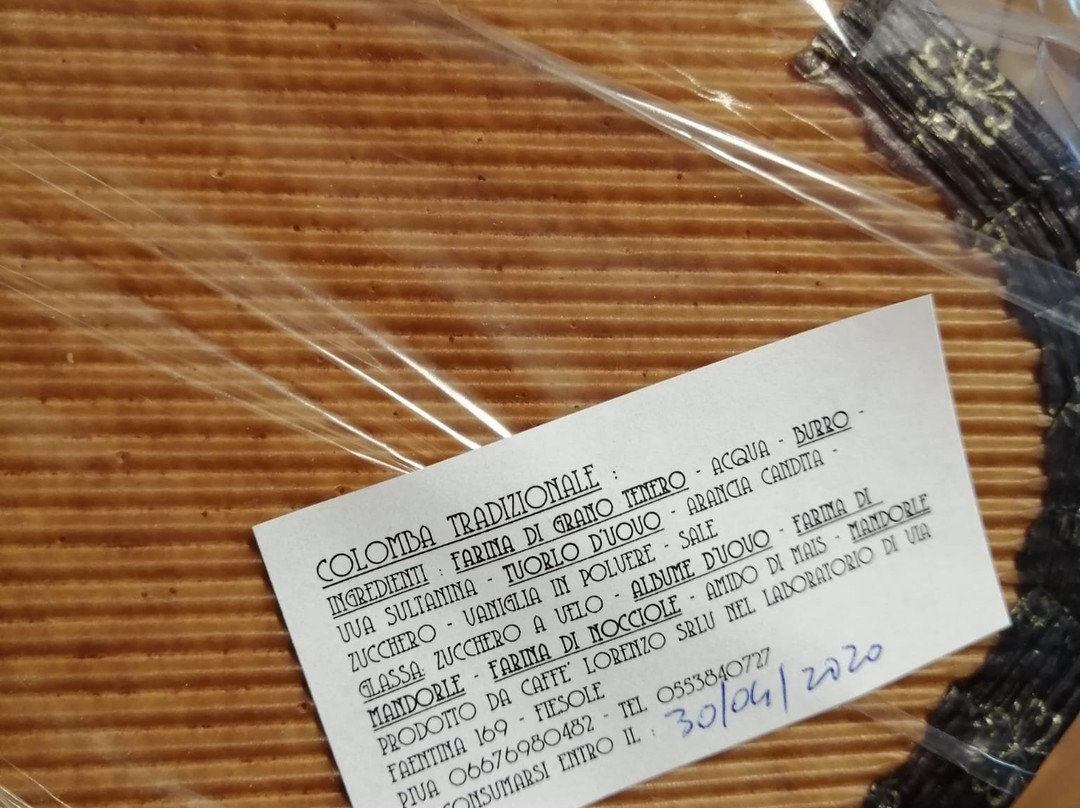 COLOMBA TRADIZIONALE :
INGREDIENTI : FARINA DI GRANO TENERO - ACQUA - BURRO -
UVA SULTANINA - TUORLO D'UOVO - ARANCIA CANDITA -
ZUCCHERO - VANIGLIA IN POLVERE - SALE
GLASSA: ZUCCHERO A VELO - ALBUME D'UOVO - FARINA DI
MANDORLE - FARINA DI NOCCIOLE - AMIDO DI MAIS - MANDORLE
PRODOTTO DA CAFFE' LORENZO SRLU NEL LABORATORIO DI VIA
FAENTINA 169 - FIESOLE
PIVA 06676980482 - TEL 0553840727
CONSUMARSI ENTRO IL : 30/04/2020